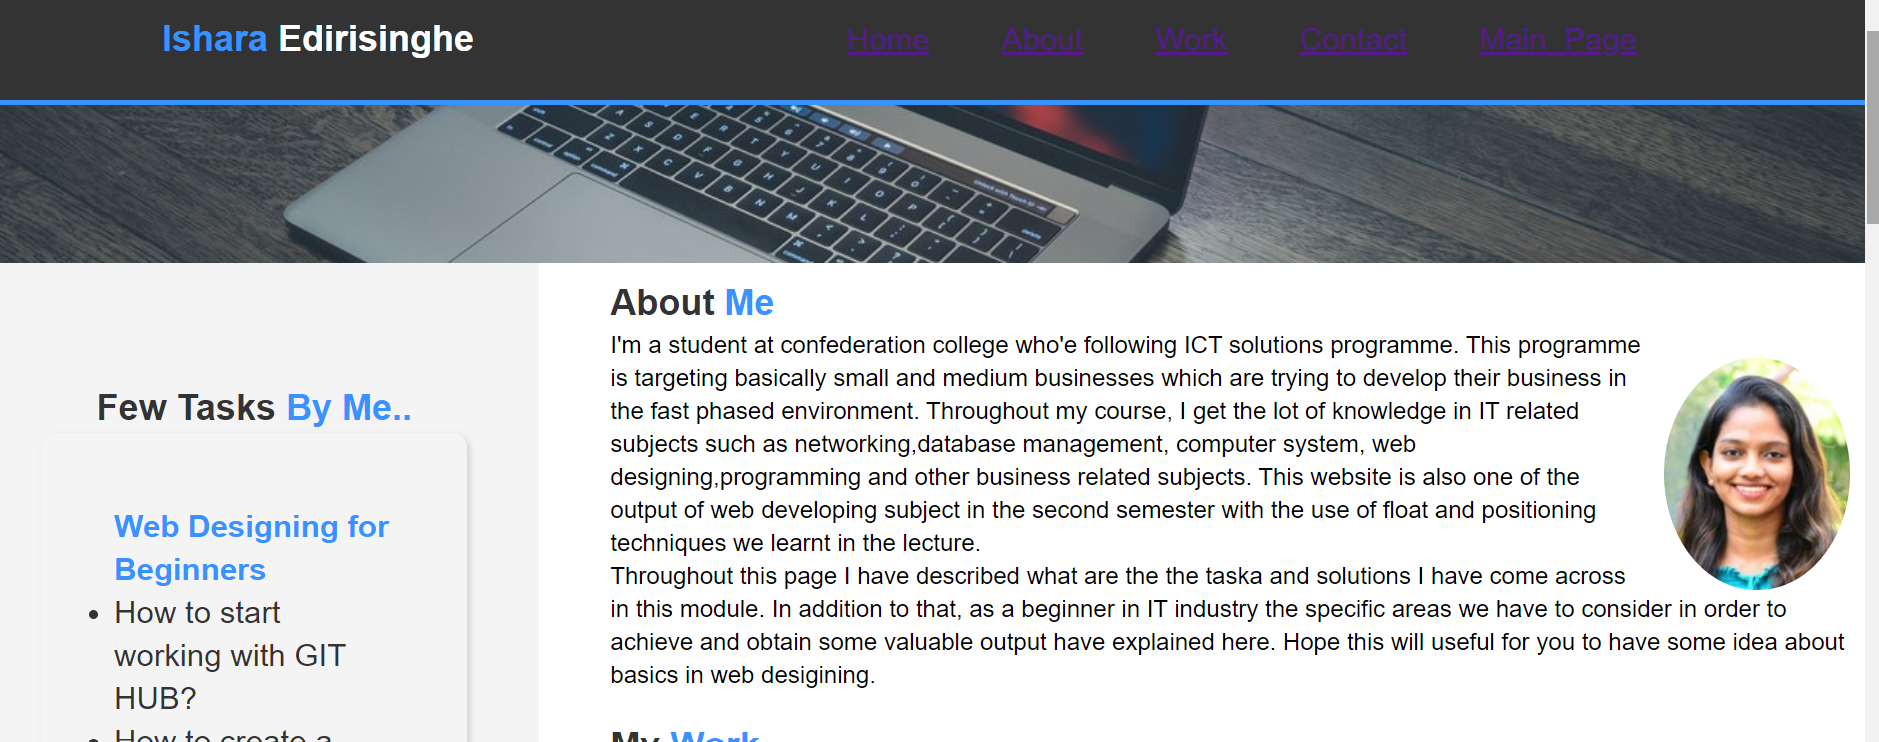 Ishara Edirisinghe
Home About Work Contact Main_Page
About Me
I'm a student at confederation college who'e following ICT solutions programme. This programme
is targeting basically small and medium businesses which are trying to develop their business in
the fast phased environment. Throughout my course, I get the lot of knowledge in IT related
subjects such as networking,database management, computer system, web
designing,programming and other business related subjects. This website is also one of the
output of web developing subject in the second semester with the use of float and positioning
techniques we learnt in the lecture.
Throughout this page I have described what are the the taska and solutions I have come across
in this module. In addition to that, as a beginner in IT industry the specific areas we have to consider in order to
achieve and obtain some valuable output have explained here. Hope this will useful for you to have some idea about
basics in web desigining.
My Work
Few Tasks By Me..
Web Designing for
Beginners
How to start
working with GIT
HUB?
How to create a